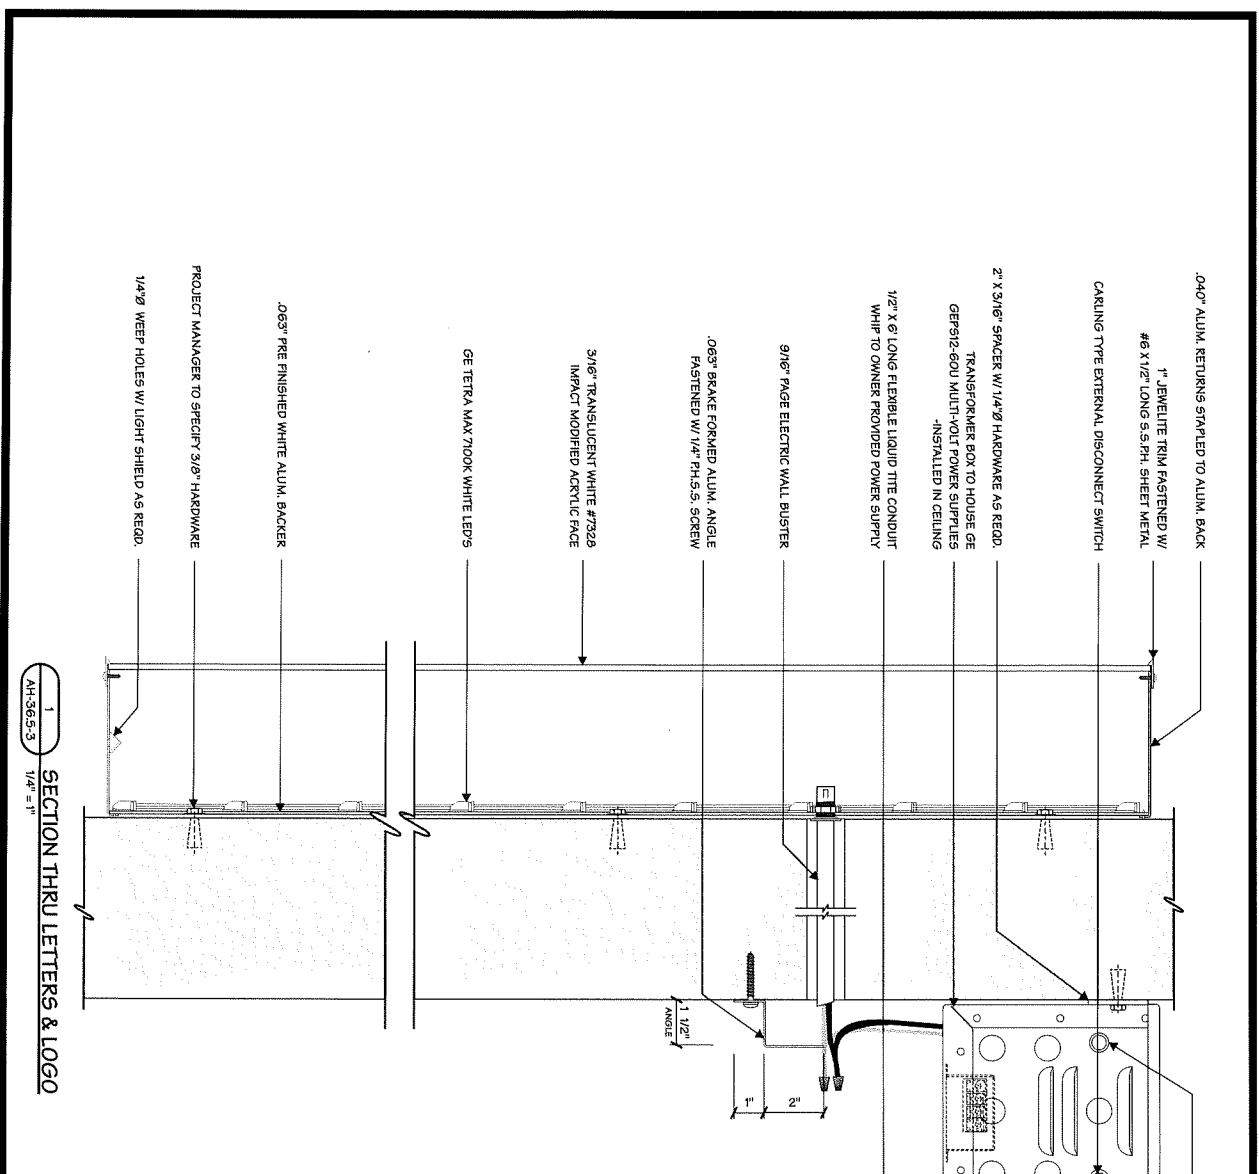 .040" ALUM. RETURNS STAPLED TO ALUM. BACK
1" JEWELITE TRIM FASTENED W/
#6 X 1/2" LONG S.S.P.H. SHEET METAL
CARLING TYPE EXTERNAL DISCONNECT SWITCH
2" X 3/16" SPACER W/ 1/4"Ø HARDWARE AS REQD.
TRANSFORMER BOX TO HOUSE GE
GEPS12-60U MULTI-VOLT POWER SUPPLIES
-INSTALLED IN CEILING
1/2" X 6' LONG FLEXIBLE LIQUID TITE CONDUIT
WHIP TO OWNER PROVIDED POWER SUPPLY
9/16" PAGE ELECTRIC WALL BUSTER
.063" BRAKE FORMED ALUM. ANGLE
FASTENED W/ 1/4" P.H.S.S. SCREW
3/16" TRANSLUCENT WHITE #7328
IMPACT MODIFIED ACRYLIC FACE
GE TETRA MAX 7100K WHITE LED'S
.063" PRE FINISHED WHITE ALUM. BACKER
PROJECT MANAGER TO SPECIFY 3/8" HARDWARE
1/4"Ø WEEP HOLES W/ LIGHT SHIELD AS REQD.
1 1/2"
ANGLE
1"
2"
1
AH-36.5-3
SECTION THRU LETTERS & LOGO
1/4" = 1"